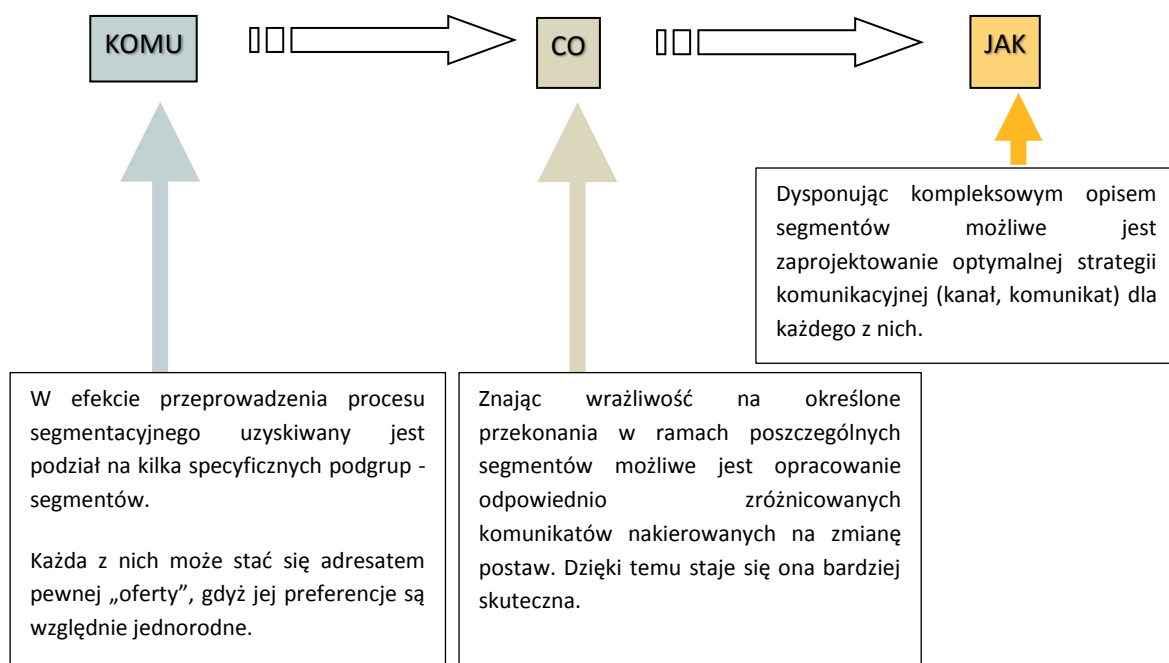 KOMU
CO
JAK
Dysponując kompleksowym opisem
segmentów możliwe jest
zaprojektowanie optymalnej strategii
komunikacyjnej (kanał, komunikat) dla
każdego z nich.
W efekcie przeprowadzenia procesu
segmentacyjnego uzyskiwany jest
podział na kilka specyficznych podgrup -
segmentów.
Każda z nich może stać się adresatem
pewnej „oferty”, gdyż jej preferencje są
względnie jednorodne.
Znając wrażliwość na określone
przekonania w ramach poszczególnych
segmentów możliwe jest opracowanie
odpowiednio zróżnicowanych
komunikatów nakierowanych na zmianę
postaw. Dzięki temu staje się ona bardziej
skuteczna.